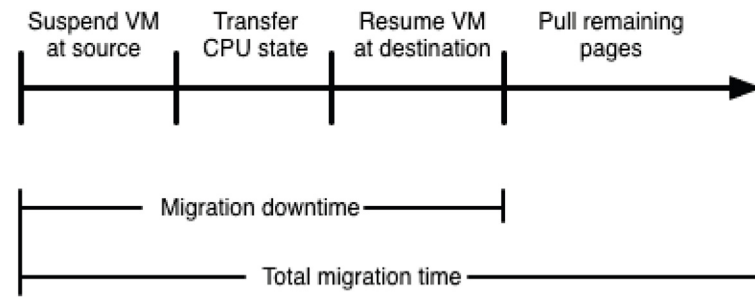 Suspend VM
at source
Transfer
CPU state
Resume VM
at destination
Pull remaining
pages
Migration downtime
Total migration time